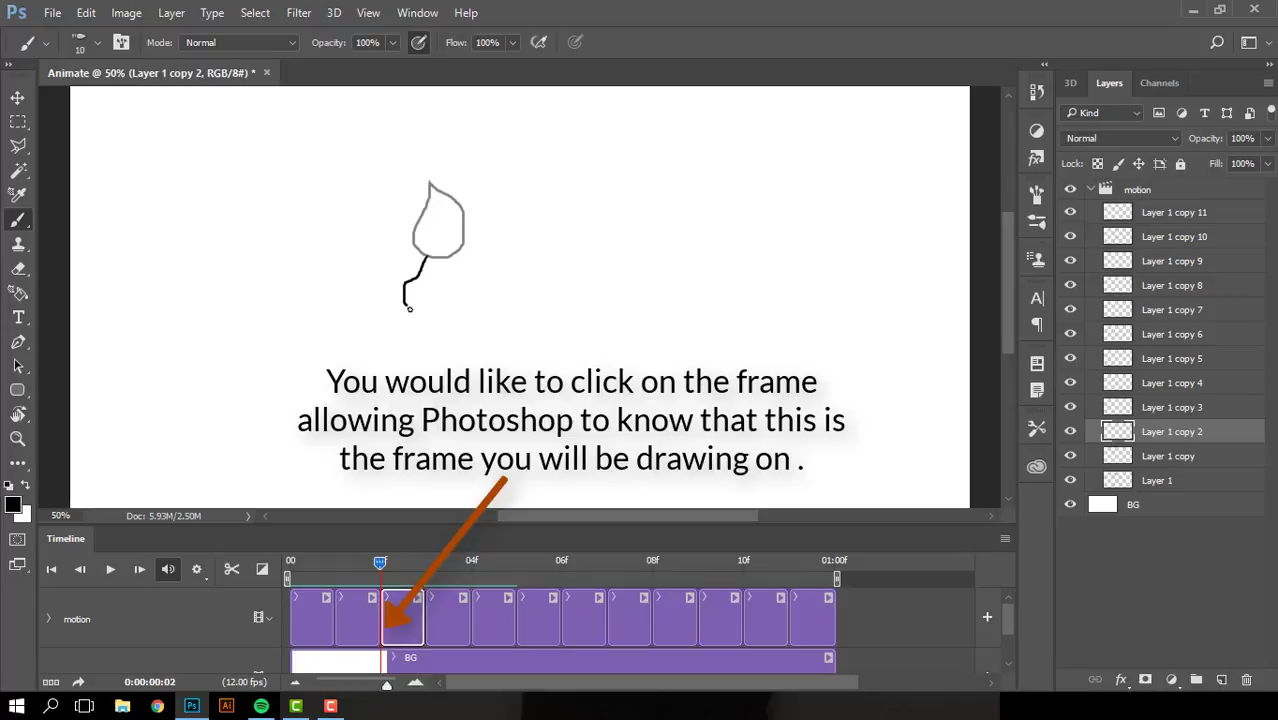 Ps File Edit Image Layer Type Select Filter 3D View Window Help
10 Mode: Normal Opacity: 100% Flow: 100%
Animate @ 50% (Layer 1 copy 2, RGB/8#) * ×
3D Layers Channels
Kind
Normal Opacity: 100%
Lock: Fill: 100%
motion
Layer 1 copy 11
Layer 1 copy 10
Layer 1 copy 9
Layer 1 copy 8
Layer 1 copy 7
Layer 1 copy 6
Layer 1 copy 5
Layer 1 copy 4
Layer 1 copy 3
Layer 1 copy 2
Layer 1 copy
Layer 1
BG
You would like to click on the frame
allowing Photoshop to know that this is
the frame you will be drawing on .
50% Doc: 5.93M/2.50M
Timeline
00 04f 06f 08f 10f 01:00f
motion
BG
0:00:00:02 (12.00 fps)
Ps Ai